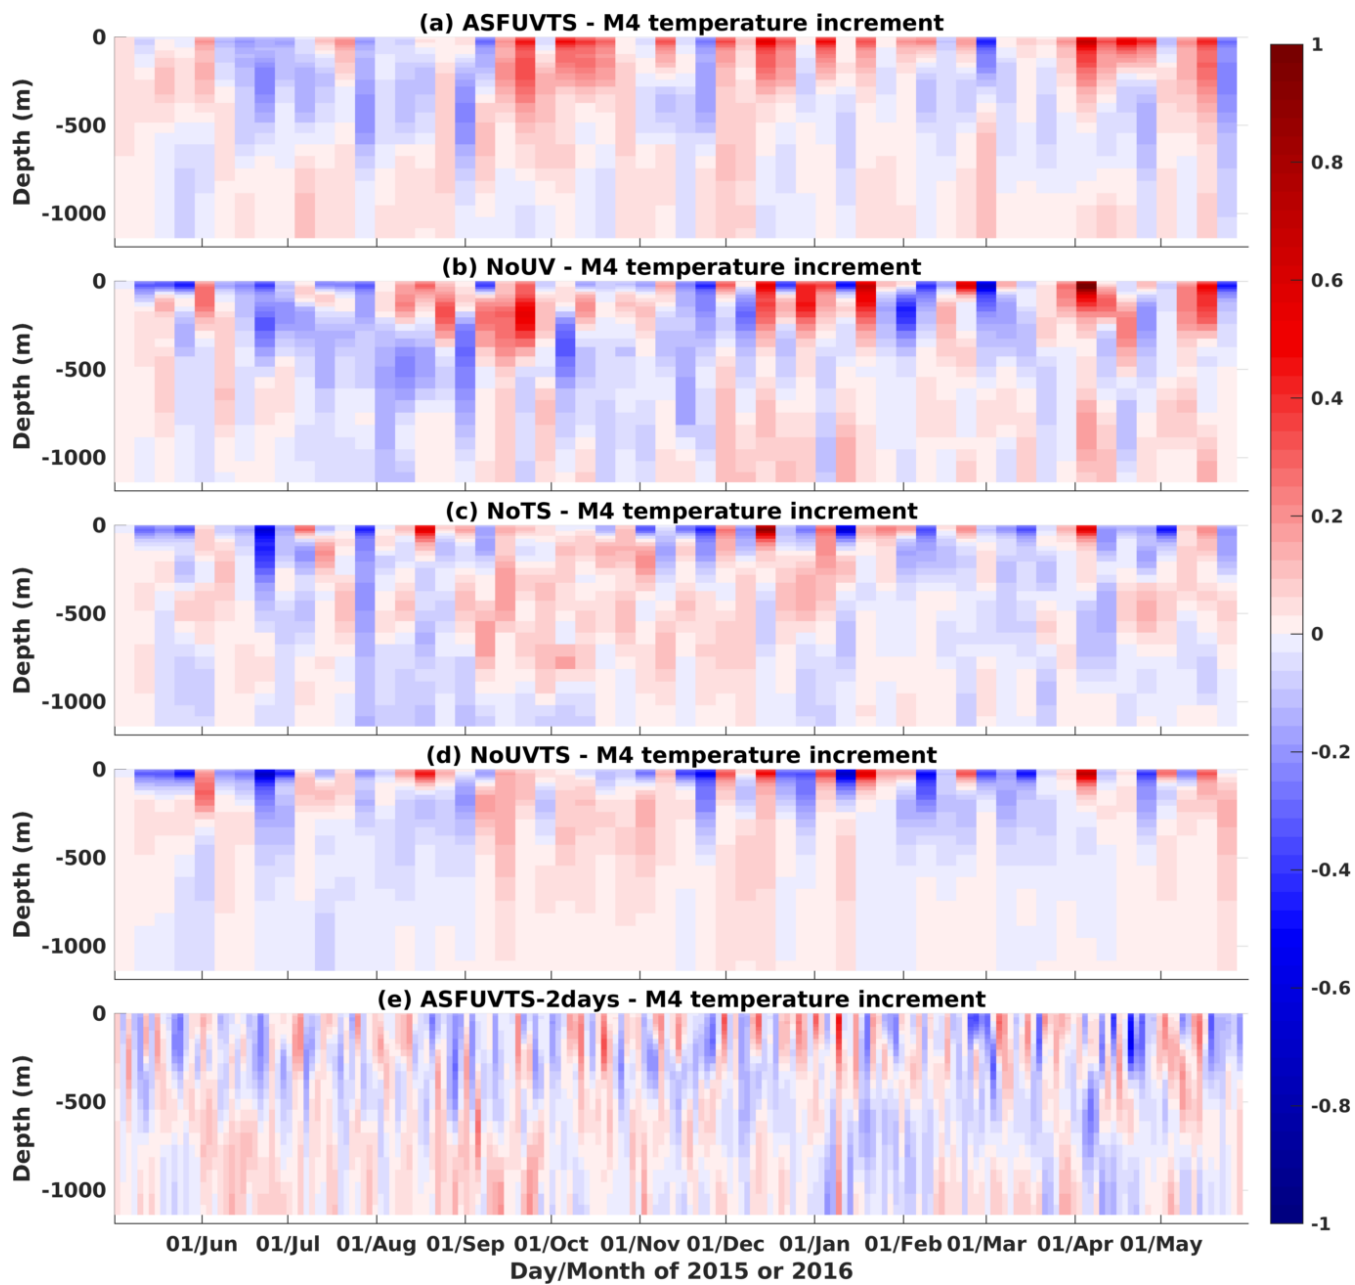 (a) ASFUVTS - M4 temperature increment
0
-500
-1000
Depth (m)
(b) NoUV - M4 temperature increment
0
-500
-1000
Depth (m)
(c) NoTS - M4 temperature increment
0
-500
-1000
Depth (m)
(d) NoUVTS - M4 temperature increment
0
-500
-1000
Depth (m)
(e) ASFUVTS-2days - M4 temperature increment
0
-500
-1000
Depth (m)
01/Jun 01/Jul 01/Aug 01/Sep 01/Oct 01/Nov 01/Dec 01/Jan 01/Feb 01/Mar 01/Apr 01/May
Day/Month of 2015 or 2016
1
0.8
0.6
0.4
0.2
0
-0.2
-0.4
-0.6
-0.8
-1